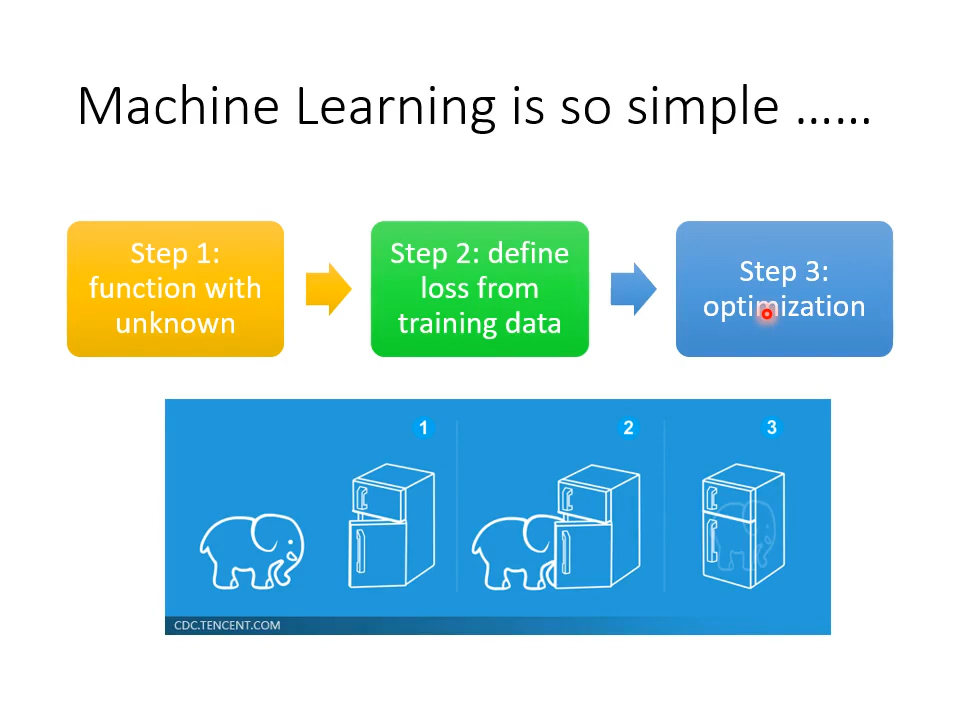 Machine Learning is so simple ……
Step 1:
function with
unknown
Step 2: define
loss from
training data
Step 3:
optimization
1
2
3
CDC.TENCENT.COM